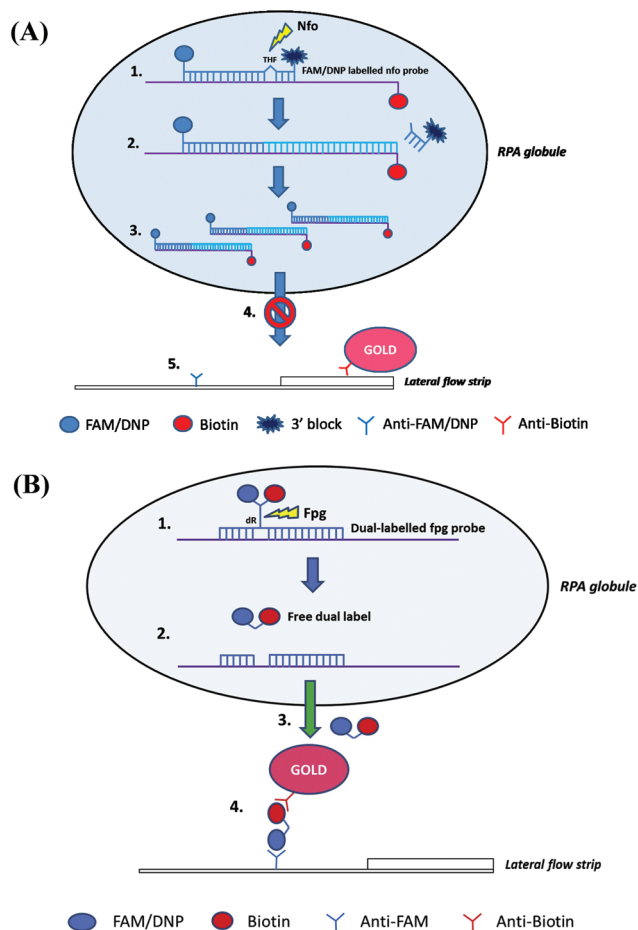 (A)
Nfo
THF
1.
FAM/DNP labelled nfo probe
2.
RPA globule
3.
4.
GOLD
5.
Lateral flow strip
FAM/DNP Biotin 3' block Anti-FAM/DNP Anti-Biotin
(B)
1.
dR
Fpg
Dual-labelled fpg probe
RPA globule
Free dual label
2.
3.
GOLD
4.
Lateral flow strip
FAM/DNP Biotin Anti-FAM Anti-Biotin